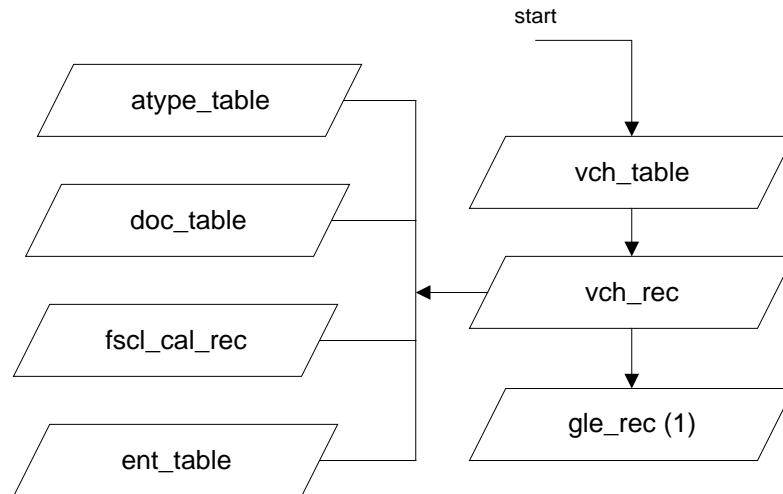 start
atype_table
vch_table
doc_table
vch_rec
fscl_cal_rec
gle_rec (1)
ent_table